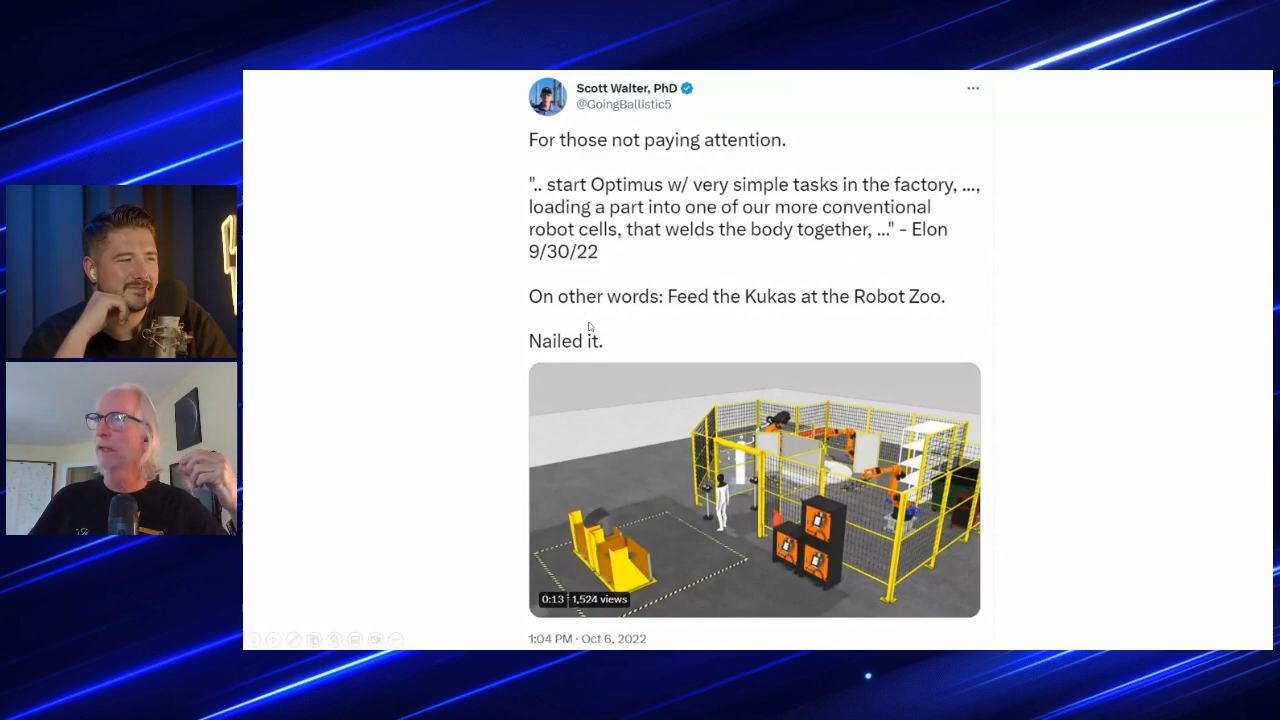 Scott Walter, PhD
@GoingBallistic5
For those not paying attention.
".. start Optimus w/ very simple tasks in the factory, ...,
loading a part into one of our more conventional
robot cells, that welds the body together, ..." - Elon
9/30/22
On other words: Feed the Kukas at the Robot Zoo.
Nailed it.
0:13 1,524 views
1:04 PM · Oct 6, 2022